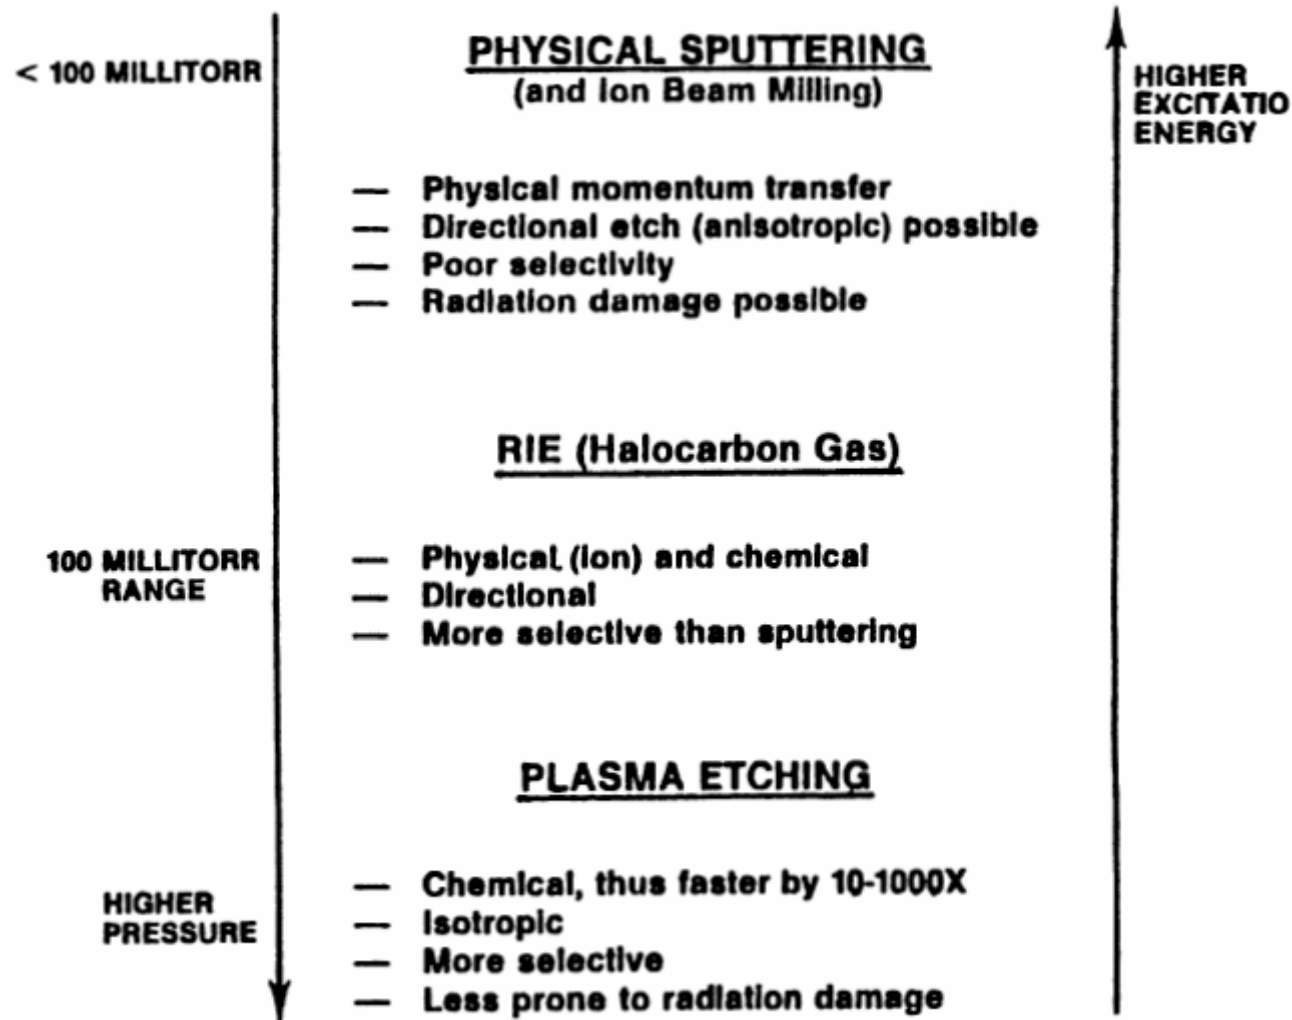 < 100 MILLITORR
PHYSICAL SPUTTERING
(and Ion Beam Milling)
HIGHER
EXCITATIO
ENERGY
— Physical momentum transfer
— Directional etch (anisotropic) possible
— Poor selectivity
— Radiation damage possible
RIE (Halocarbon Gas)
100 MILLITORR
RANGE
— Physical (ion) and chemical
— Directional
— More selective than sputtering
PLASMA ETCHING
HIGHER
PRESSURE
— Chemical, thus faster by 10-1000X
— Isotropic
— More selective
— Less prone to radiation damage